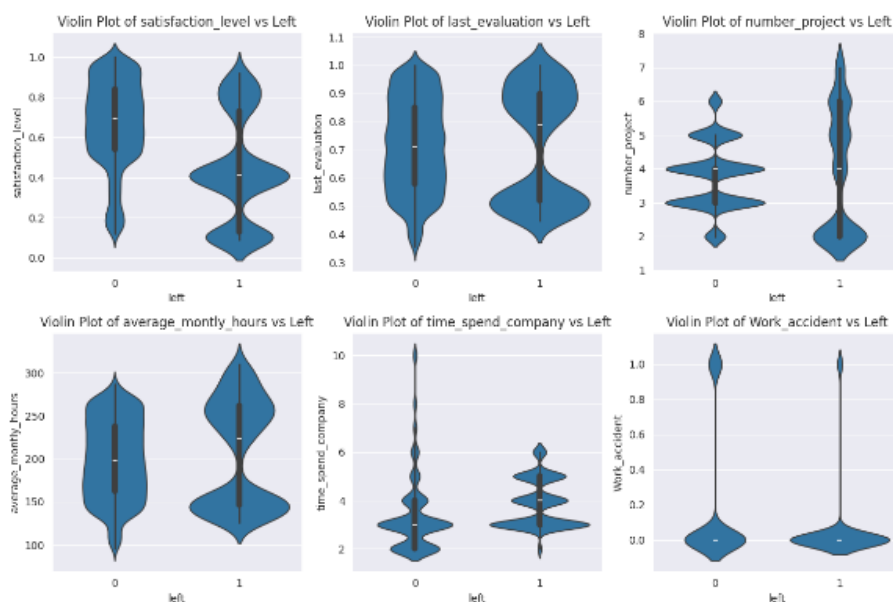 Violin Plot of satisfaction_level vs Left
Violin Plot of last_evaluation vs Left
Violin Plot of number_project vs Left
satisfaction_level
1.0
0.8
0.6
0.4
0.2
0.0
0 1
left
last_evaluation
1.1
1.0
0.9
0.8
0.7
0.6
0.5
0.4
0.3
0 1
left
number_project
8
7
6
5
4
3
2
1
0 1
left
Violin Plot of average_montly_hours vs Left
Violin Plot of time_spend_company vs Left
Violin Plot of Work_accident vs Left
average_montly_hours
300
250
200
150
100
0 1
left
time_spend_company
10
8
6
4
2
0 1
left
Work_accident
1.0
0.8
0.6
0.4
0.2
0.0
0 1
left